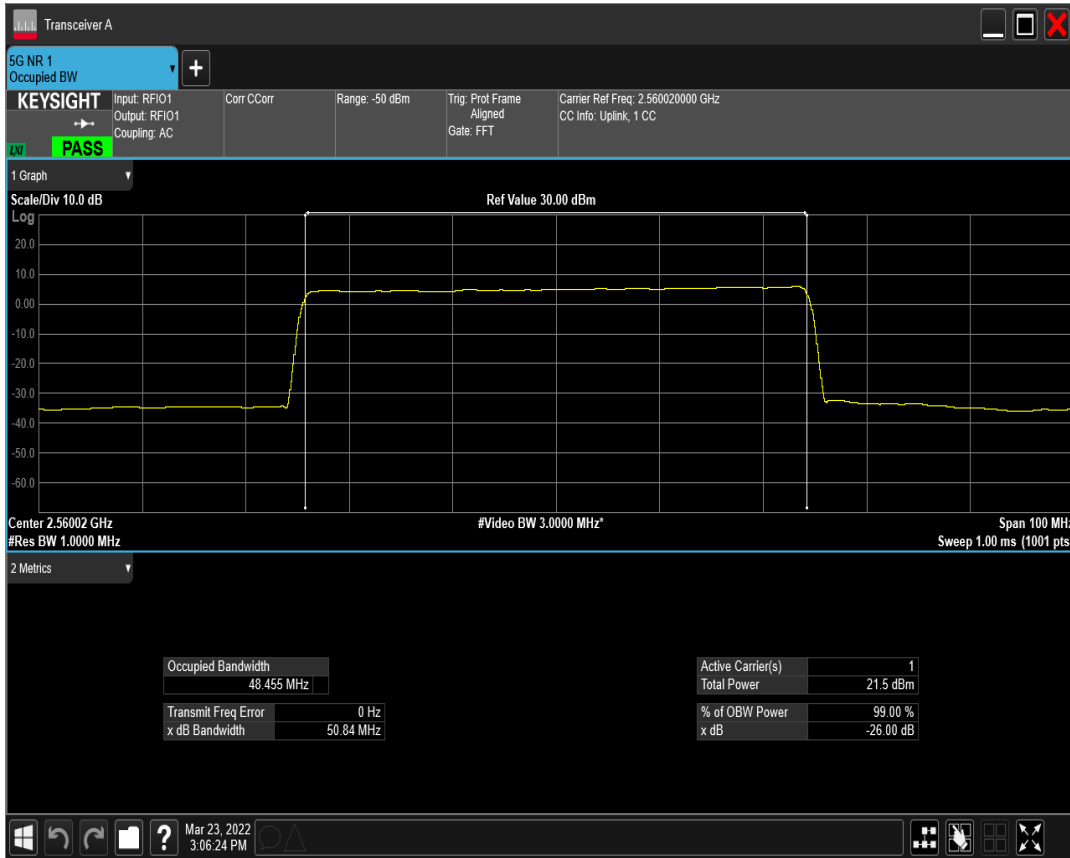 Transceiver A
5G NR 1
Occupied BW
+
KEYSIGHT
LXI
PASS
Input: RFIO1
Output: RFIO1
Coupling: AC
Corr CCorr
Range: -50 dBm
Trig: Prot Frame
Aligned
Gate: FFT
Carrier Ref Freq: 2.560020000 GHz
CC Info: Uplink, 1 CC
1 Graph
Scale/Div 10.0 dB
Ref Value 30.00 dBm
Log
20.0
10.0
0.00
-10.0
-20.0
-30.0
-40.0
-50.0
-60.0
Center 2.56002 GHz
#Video BW 3.0000 MHz*
Span 100 MHz
#Res BW 1.0000 MHz
Sweep 1.00 ms (1001 pts
2 Metrics
Occupied Bandwidth
48.455 MHz
Transmit Freq Error 0 Hz
x dB Bandwidth 50.84 MHz
Active Carrier(s) 1
Total Power 21.5 dBm
% of OBW Power 99.00 %
x dB -26.00 dB
?
Mar 23, 2022
3:06:24 PM